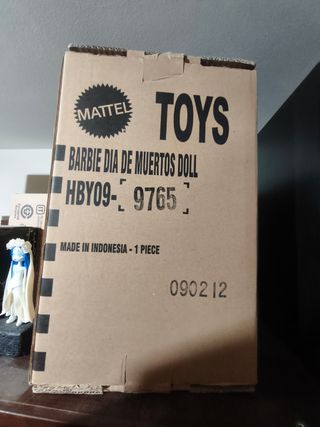 MATTEL
TOYS
BARBIE DIA DE MUERTOS DOLL
HBY09-[9765]
MADE IN INDONESIA - 1 PIECE
090212